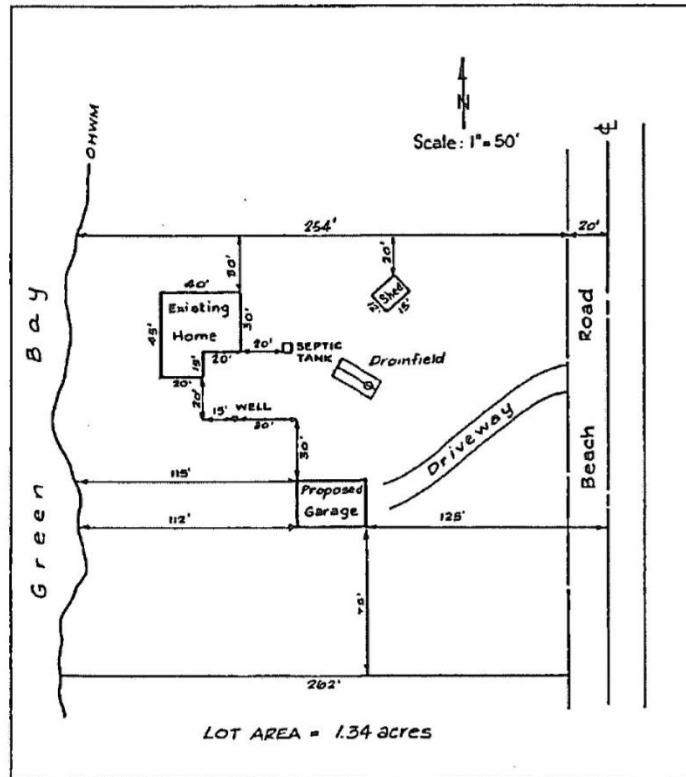 OHWM
N
Scale: 1"= 50'
℄
254'
20'
40'
Existing
Home
45'
30'
30'
20'
15'
20'
20'
20'
SEPTIC
TANK
20'
Shed
12'
15'
Drainfield
15'
WELL
30'
30'
Driveway
Beach Road
Green Bay
115'
Proposed
Garage
112'
125'
75'
262'
LOT AREA = 1.34 acres